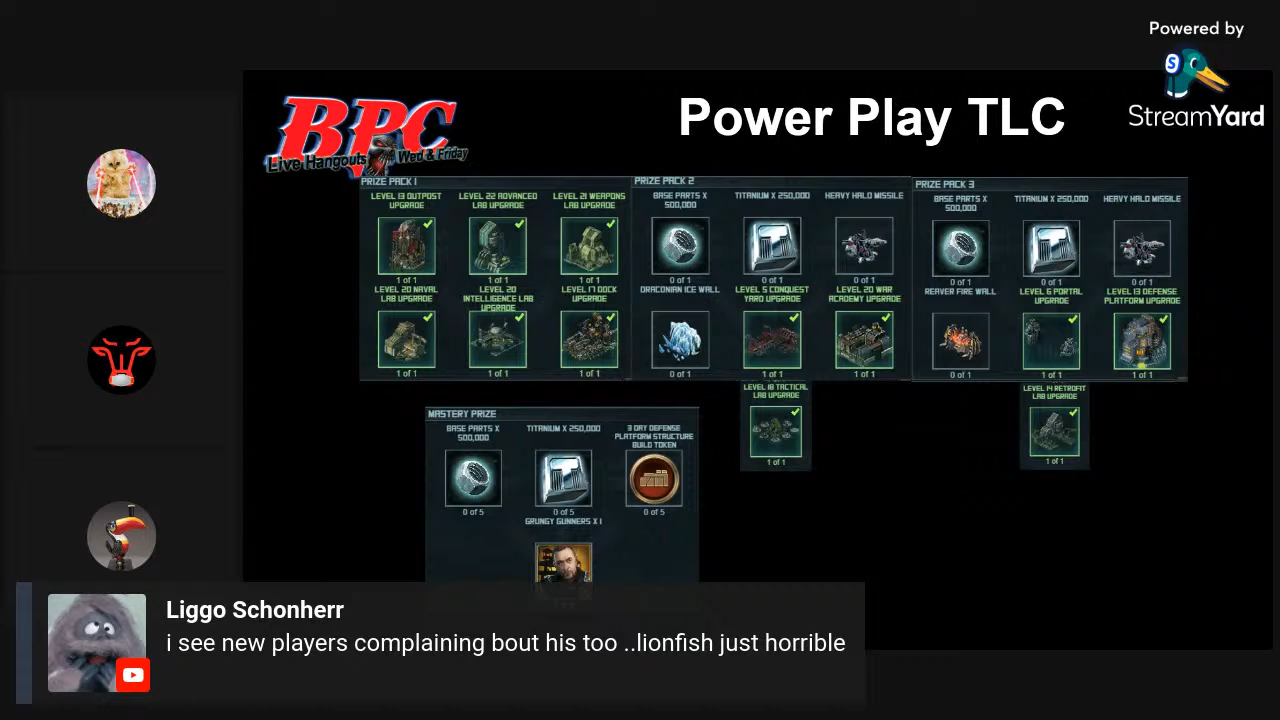 Powered by
S
StreamYard
BPC
Live Hangouts Wed & Friday
Power Play TLC
PRIZE PACK 1
LEVEL 13 OUTPOST
UPGRADE
LEVEL 22 ADVANCED
LAB UPGRADE
LEVEL 21 WEAPONS
LAB UPGRADE
1 of 1
1 of 1
1 of 1
LEVEL 20 NAVAL
LAB UPGRADE
LEVEL 20
INTELLIGENCE LAB
UPGRADE
LEVEL 17 DOCK
UPGRADE
1 of 1
1 of 1
1 of 1
PRIZE PACK 2
BASE PARTS X
500,000
TITANIUM X 250,000
HEAVY HALO MISSILE
0 of 1
0 of 1
0 of 1
DRACONIAN ICE WALL
LEVEL 5 CONQUEST
YARD UPGRADE
LEVEL 20 WAR
ACADEMY UPGRADE
0 of 1
1 of 1
1 of 1
LEVEL 18 TACTICAL
LAB UPGRADE
1 of 1
PRIZE PACK 3
BASE PARTS X
500,000
TITANIUM X 250,000
HEAVY HALO MISSILE
0 of 1
0 of 1
0 of 1
REAVER FIRE WALL
LEVEL 6 PORTAL
UPGRADE
LEVEL 13 DEFENSE
PLATFORM UPGRADE
0 of 1
1 of 1
1 of 1
LEVEL 14 RETROFIT
LAB UPGRADE
1 of 1
MASTERY PRIZE
BASE PARTS X
500,000
TITANIUM X 250,000
3 DAY DEFENSE
PLATFORM STRUCTURE
BUILD TOKEN
0 of 5
0 of 5
0 of 5
GRUNGY GUNNERS X 1
Liggo Schonherr
i see new players complaining bout his too ..lionfish just horrible